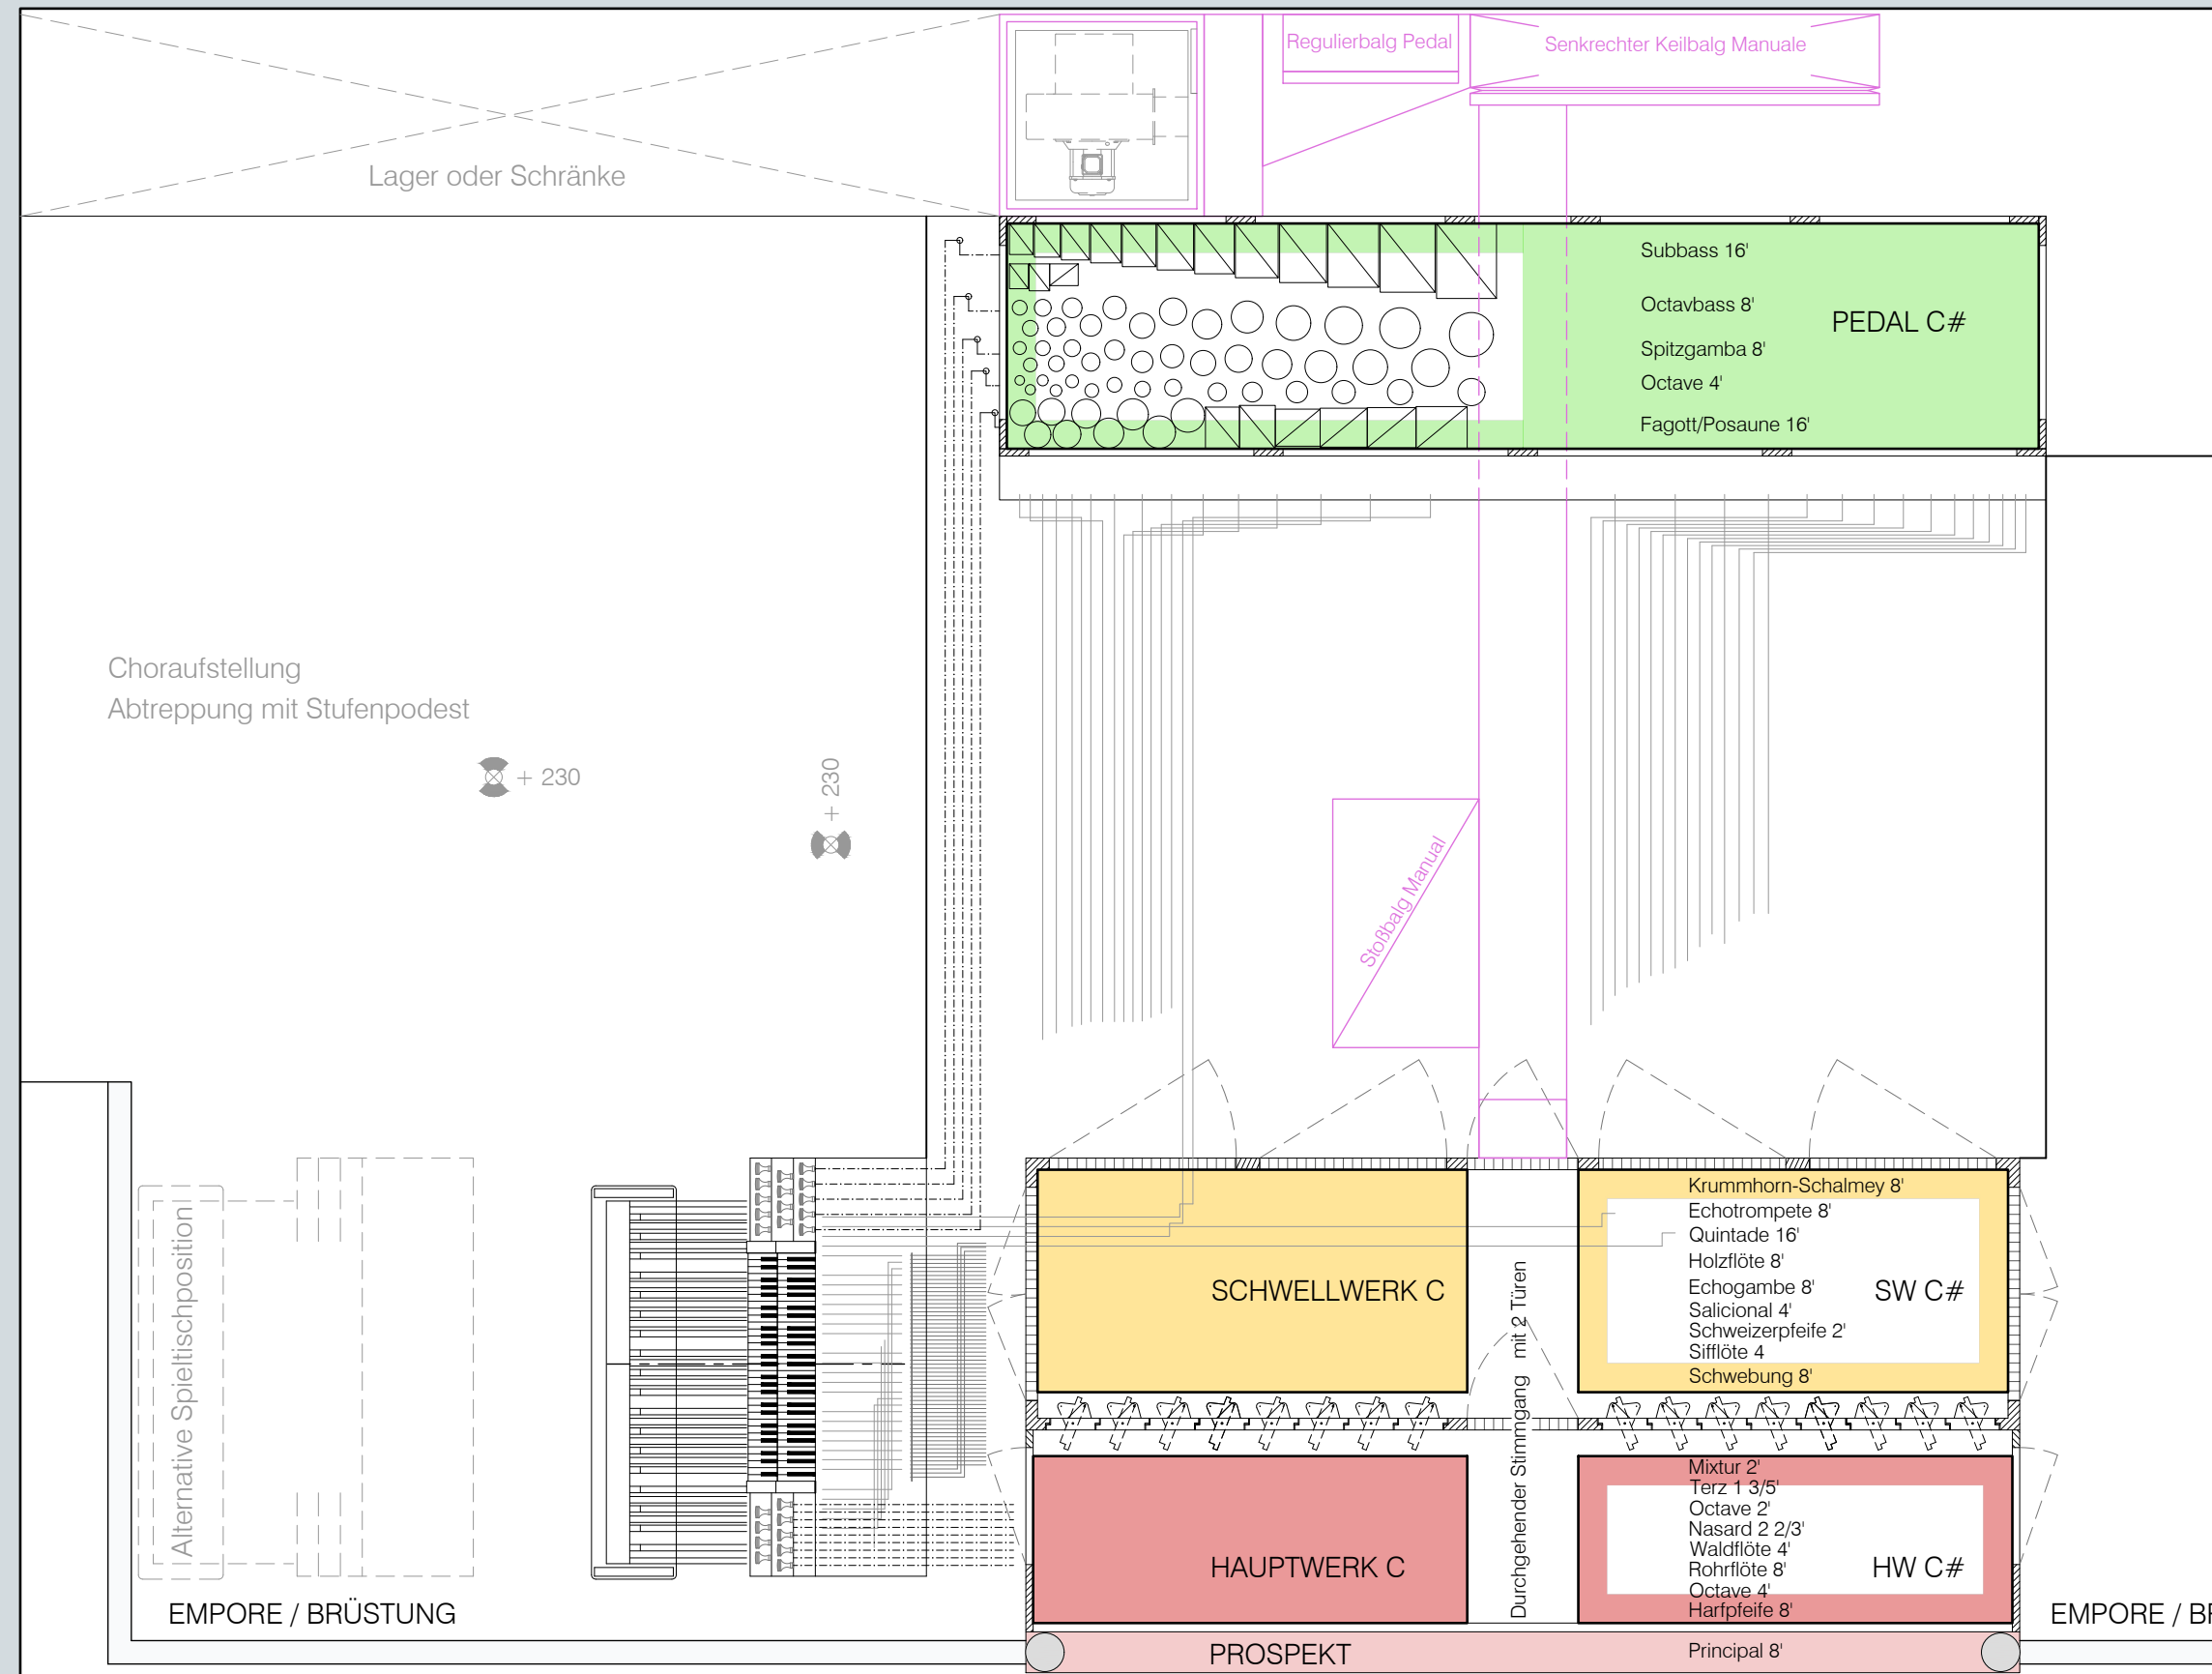 Regulierbalg Pedal
Senkrechter Keilbalg Manuale
Lager oder Schränke
Subbass 16'
Octavbass 8'
PEDAL C#
Spitzgamba 8'
Octave 4'
Fagott/Posaune 16'
Choraufstellung
Abtreppung mit Stufenpodest
+ 230
+ 230
Stoßbalg Manual
Krummhorn-Schalmey 8'
Echotrompete 8'
Quintade 16'
Holzflöte 8'
Echogambe 8'
Salicional 4'
Schweizerpfeife 2'
Sifflöte 4
Schwebung 8'
SCHWELLWERK C
SW C#
Durchgehender Stimmgang mit 2 Türen
Alternative Spieltischposition
Mixtur 2'
Terz 1 3/5'
Octave 2'
Nasard 2 2/3'
Waldflöte 4'
Rohrflöte 8'
Octave 4'
Harfpfeife 8'
HAUPTWERK C
HW C#
EMPORE / BRÜSTUNG
PROSPEKT
Principal 8'
EMPORE /